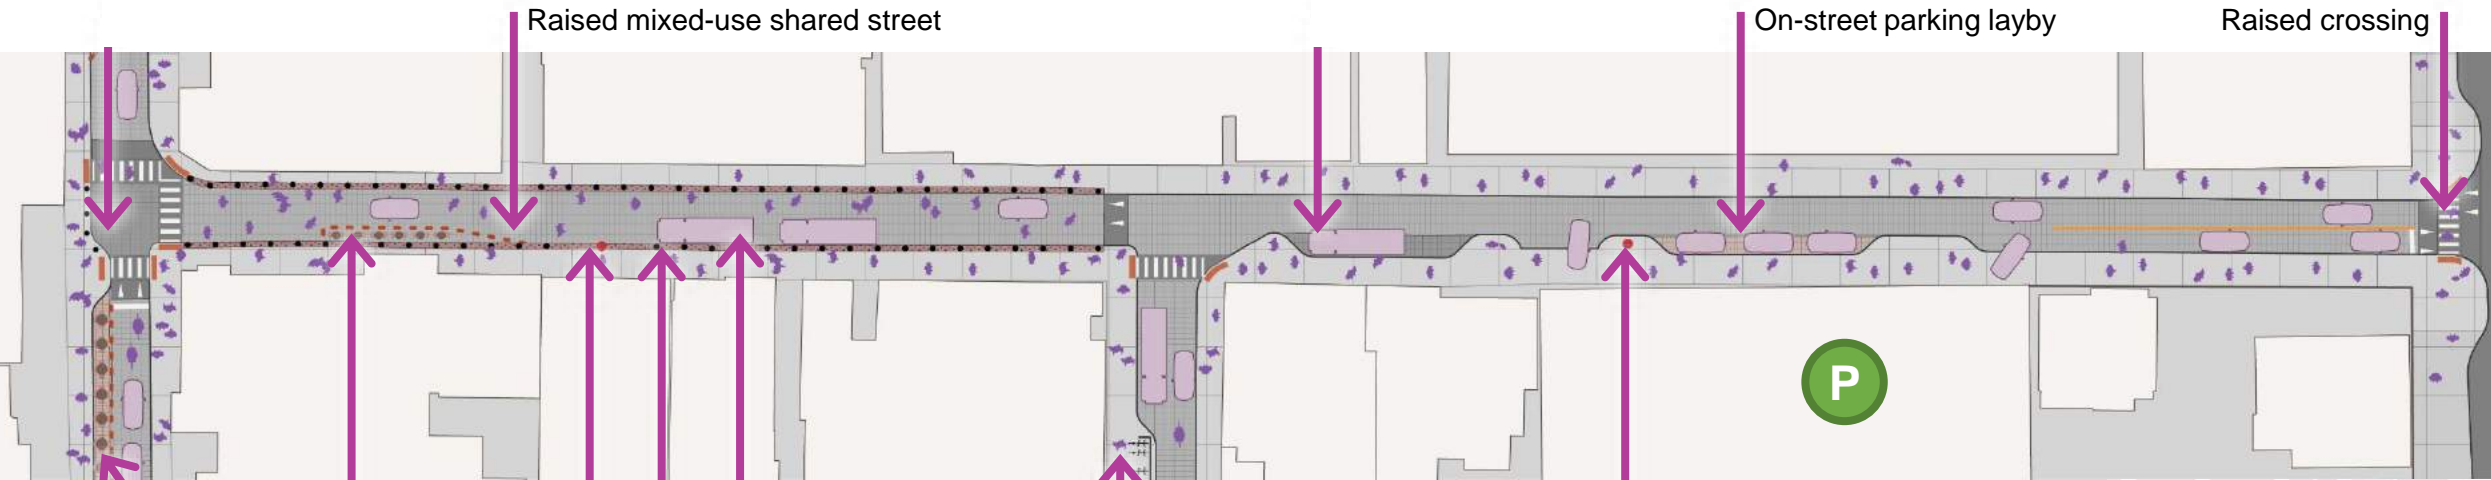 Raised mixed-use shared street
On-street parking layby
Raised crossing
P